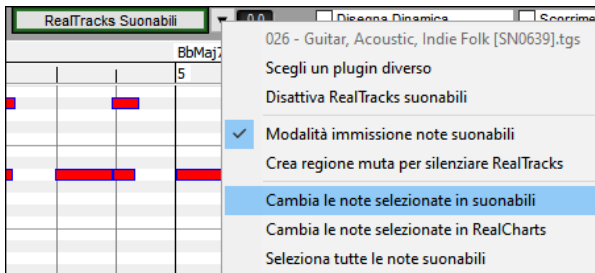 RealTracks Suonabili
0.0
Disegna Dinamica
BbMaj7
5
026 - Guitar, Acoustic, Indie Folk [SN0639].tgs
Scegli un plugin diverso
Disattiva RealTracks suonabili
Modalità immissione note suonabili
Crea regione muta per silenziare RealTracks
Cambia le note selezionate in suonabili
Cambia le note selezionate in RealCharts
Seleziona tutte le note suonabili